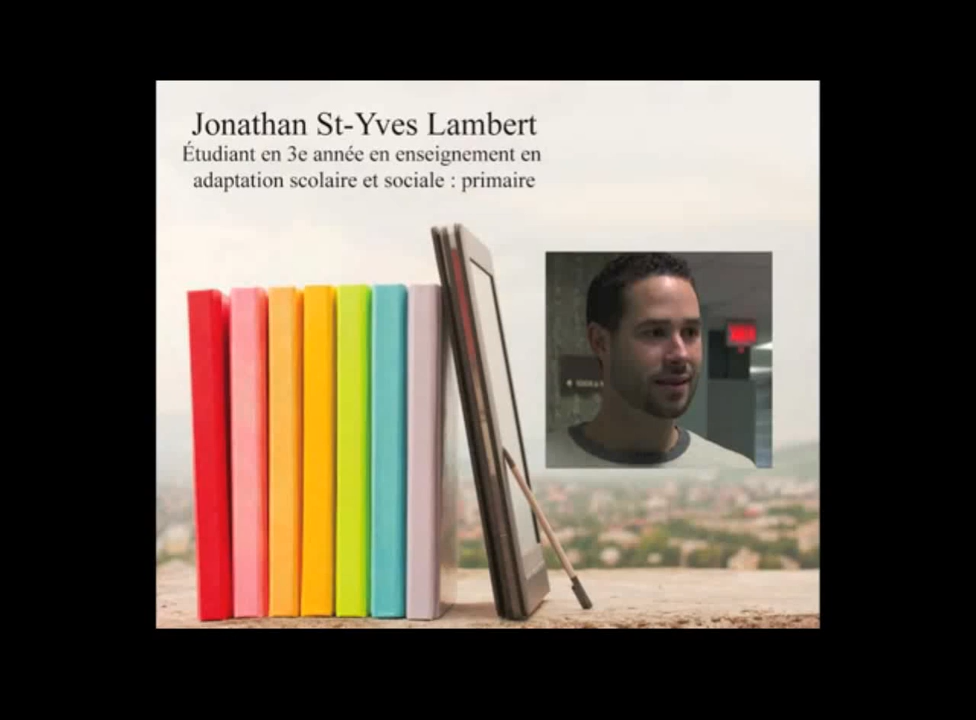 Jonathan St-Yves Lambert
Étudiant en 3e année en enseignement en
adaptation scolaire et sociale : primaire